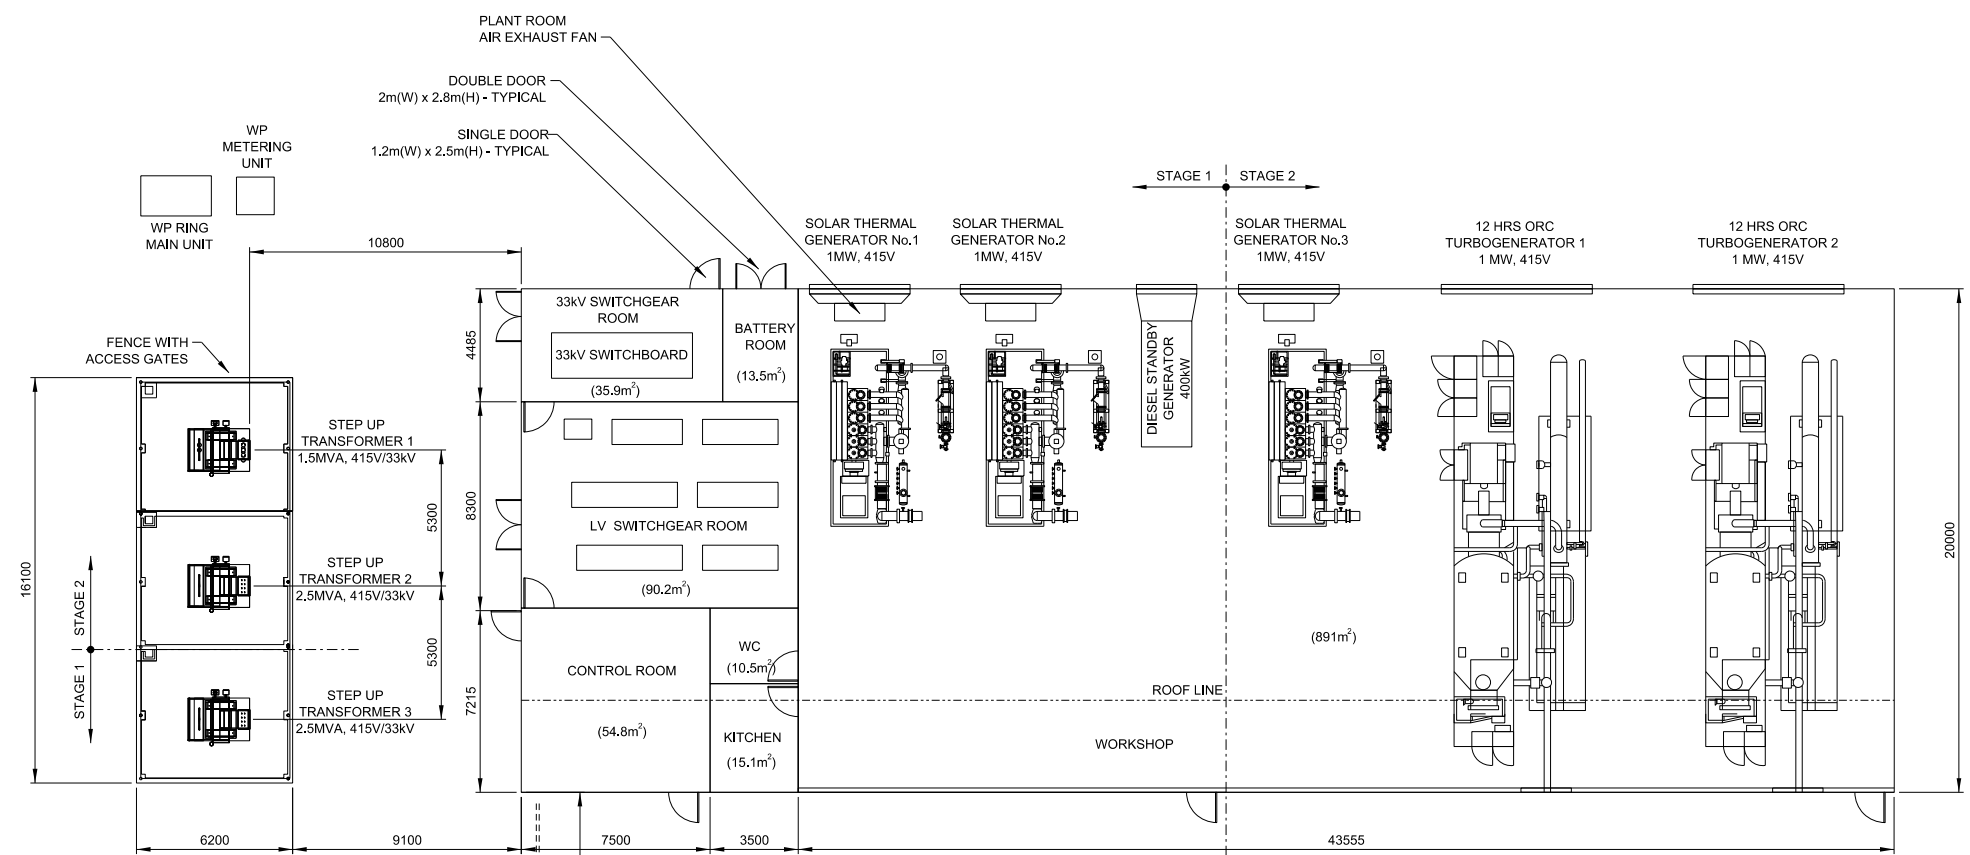 PLANT ROOM
AIR EXHAUST FAN
DOUBLE DOOR
2m(W) x 2.8m(H) - TYPICAL
SINGLE DOOR
1.2m(W) x 2.5m(H) - TYPICAL
WP
METERING
UNIT
WP RING
MAIN UNIT
10800
STAGE 1
STAGE 2
SOLAR THERMAL
GENERATOR No.1
1MW, 415V
SOLAR THERMAL
GENERATOR No.2
1MW, 415V
SOLAR THERMAL
GENERATOR No.3
1MW, 415V
12 HRS ORC
TURBOGENERATOR 1
1 MW, 415V
12 HRS ORC
TURBOGENERATOR 2
1 MW, 415V
FENCE WITH
ACCESS GATES
33kV SWITCHGEAR
ROOM
33kV SWITCHBOARD
(35.9m²)
BATTERY
ROOM
(13.5m²)
4485
DIESEL STANDBY
GENERATOR
400kW
STEP UP
TRANSFORMER 1
1.5MVA, 415V/33kV
5300
8300
LV SWITCHGEAR ROOM
(90.2m²)
STEP UP
TRANSFORMER 2
2.5MVA, 415V/33kV
16100
STAGE 2
STAGE 1
5300
STEP UP
TRANSFORMER 3
2.5MVA, 415V/33kV
7215
CONTROL ROOM
(54.8m²)
WC
(10.5m²)
KITCHEN
(15.1m²)
(891m²)
ROOF LINE
WORKSHOP
20000
6200
9100
7500
3500
43555